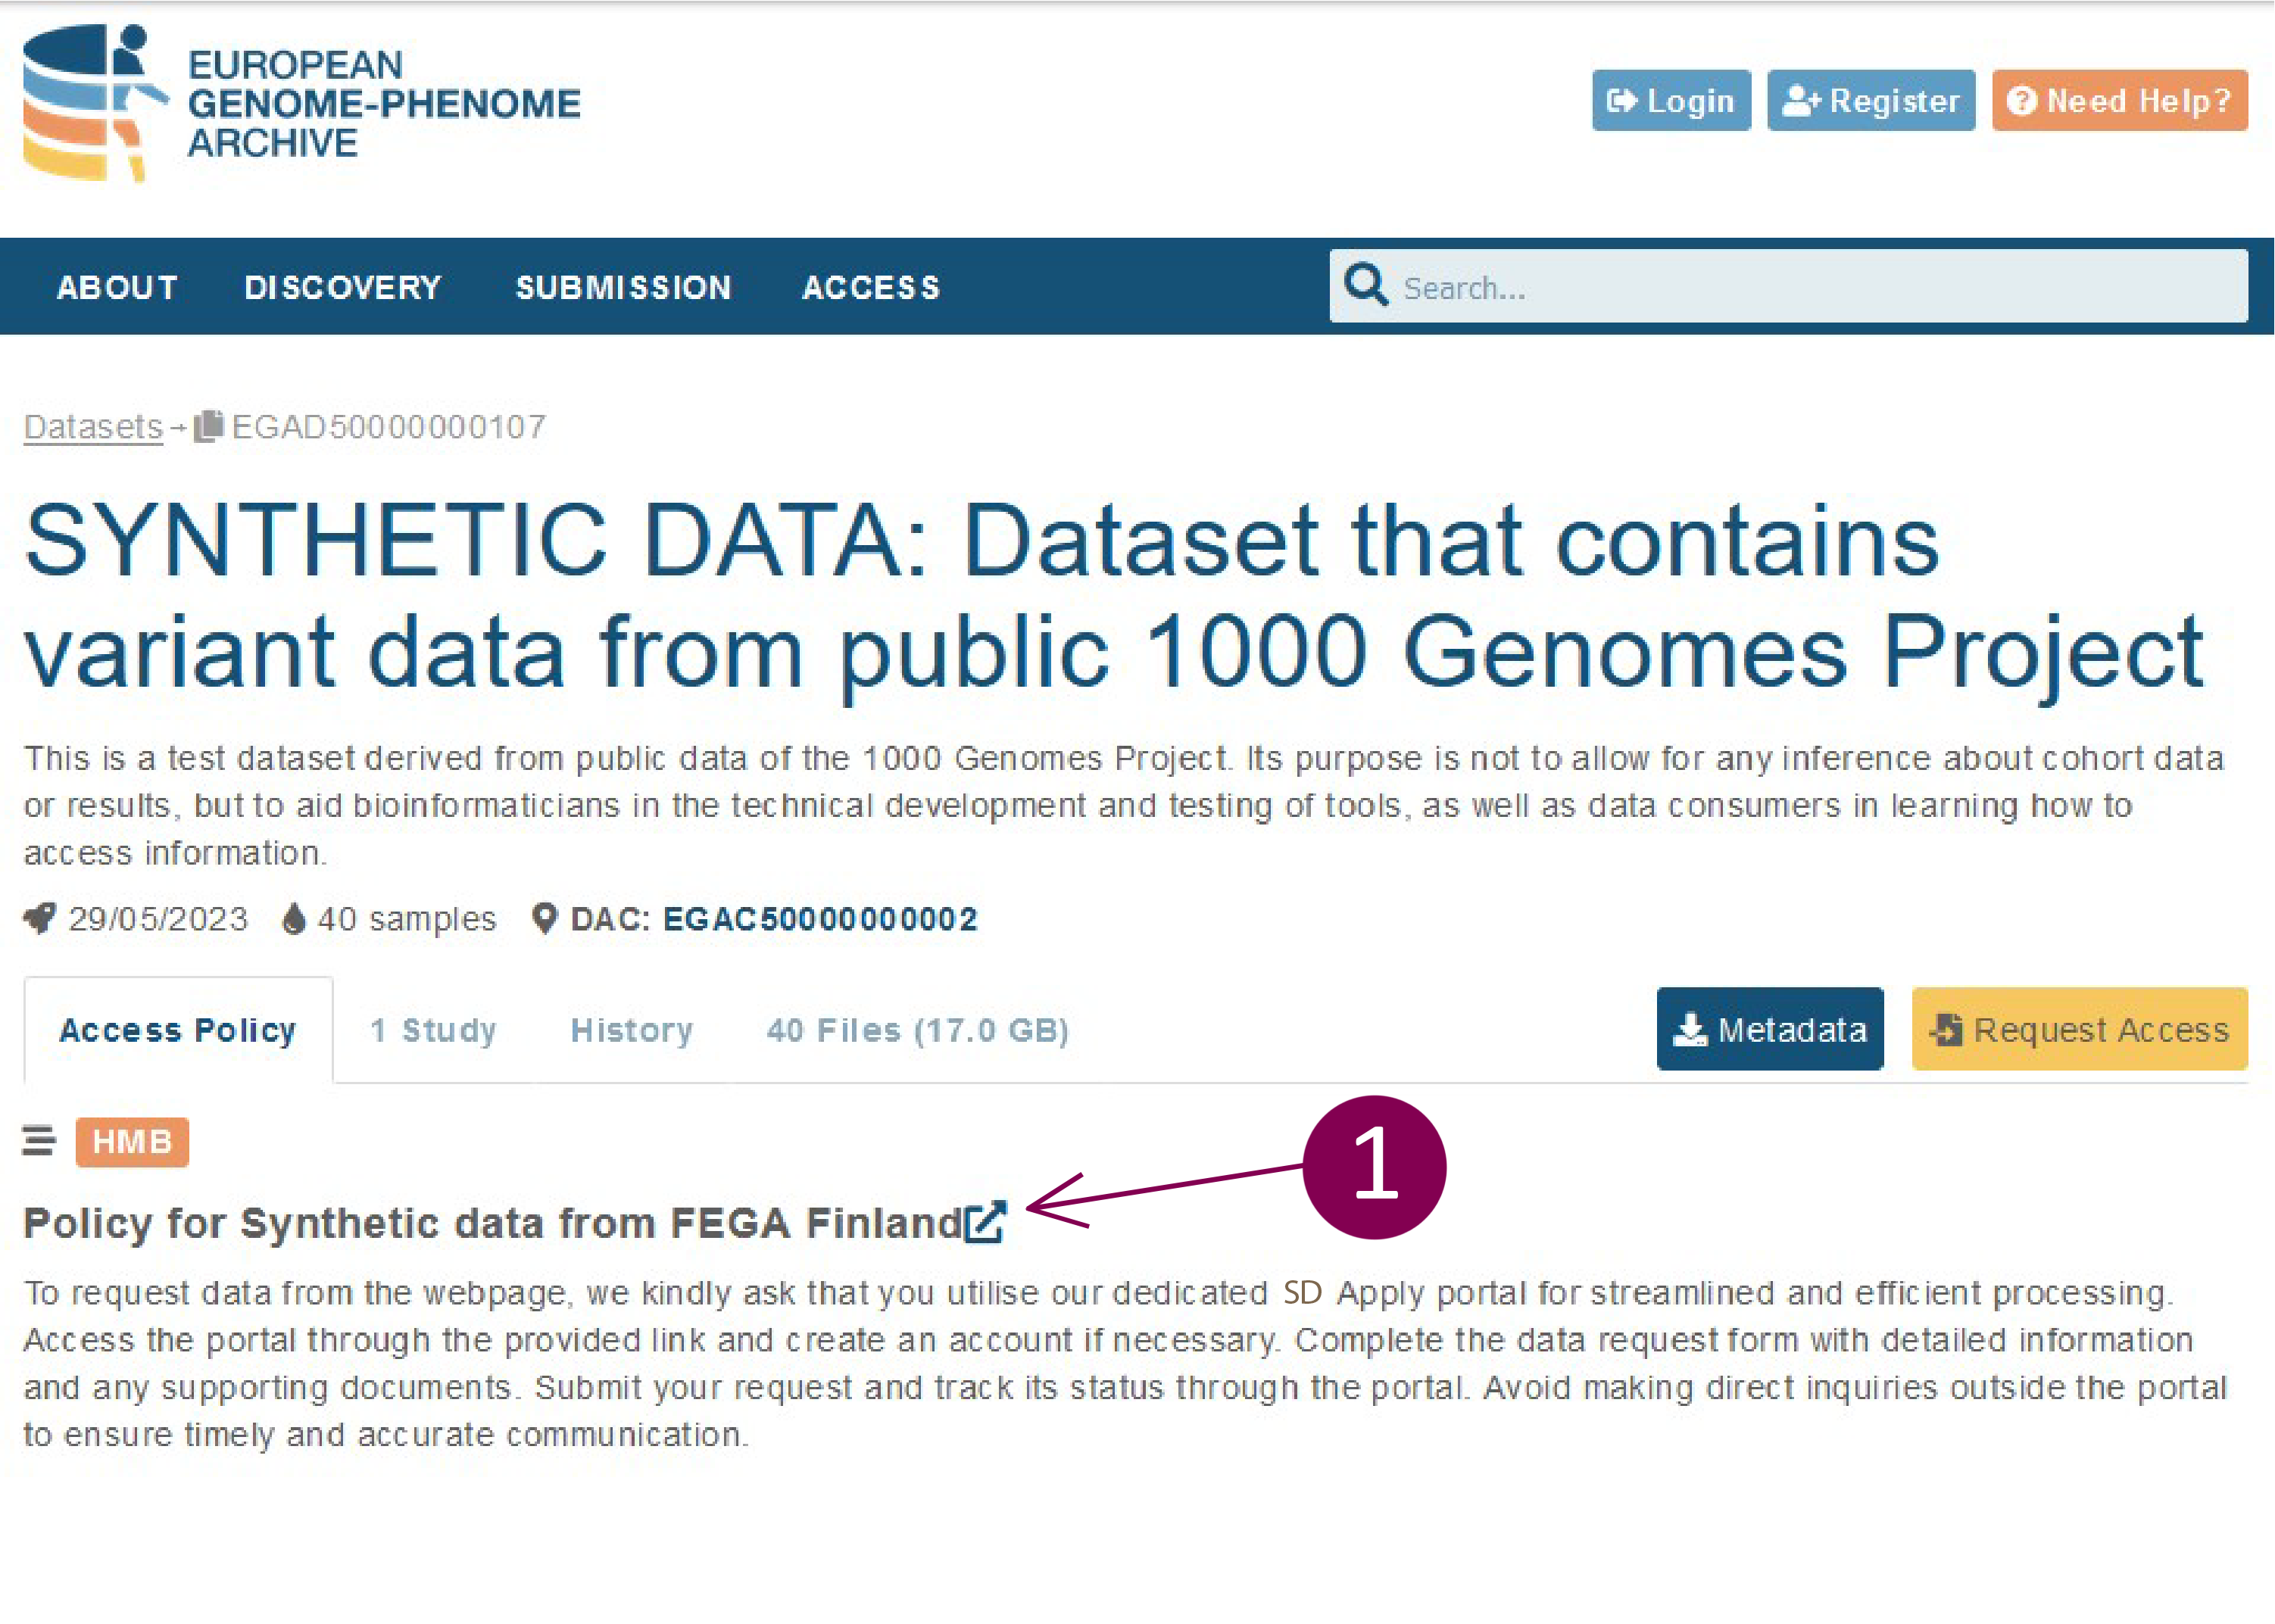 EUROPEAN
GENOME-PHENOME
ARCHIVE
Login
Register
Need Help?
ABOUT
DISCOVERY
SUBMISSION
ACCESS
Search...
Datasets → EGAD50000000107
SYNTHETIC DATA: Dataset that contains
variant data from public 1000 Genomes Project
This is a test dataset derived from public data of the 1000 Genomes Project. Its purpose is not to allow for any inference about cohort data
or results, but to aid bioinformaticians in the technical development and testing of tools, as well as data consumers in learning how to
access information.
29/05/2023 40 samples DAC: EGAC50000000002
Access Policy
1 Study
History
40 Files (17.0 GB)
Metadata
Request Access
HMB
1
Policy for Synthetic data from FEGA Finland
To request data from the webpage, we kindly ask that you utilise our dedicated SD Apply portal for streamlined and efficient processing.
Access the portal through the provided link and create an account if necessary. Complete the data request form with detailed information
and any supporting documents. Submit your request and track its status through the portal. Avoid making direct inquiries outside the portal
to ensure timely and accurate communication.